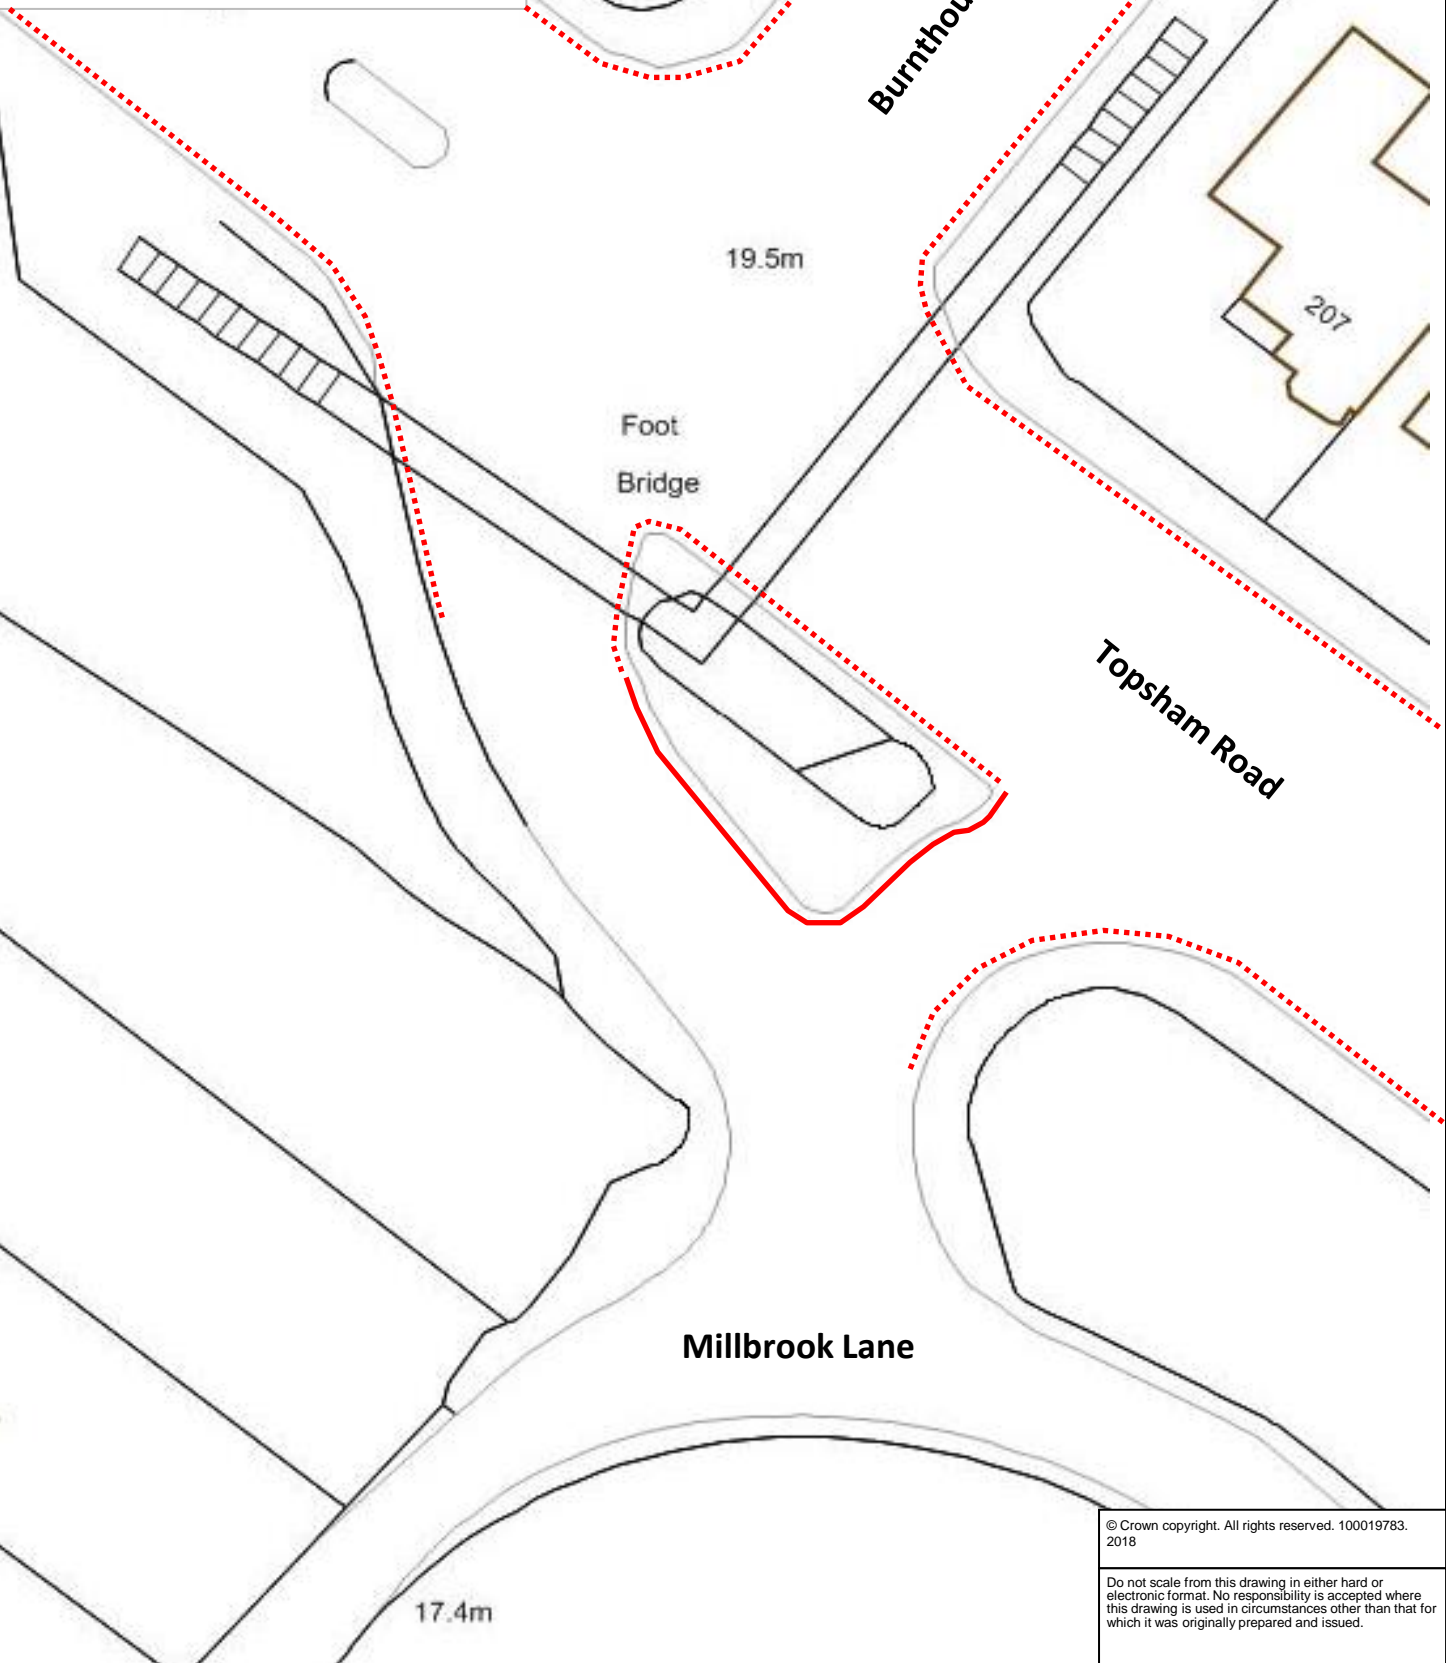 Burnthou
19.5m
207
Foot
Bridge
Topsham Road
Millbrook Lane
17.4m
© Crown copyright. All rights reserved. 100019783.
2018
Do not scale from this drawing in either hard or
electronic format. No responsibility is accepted where
this drawing is used in circumstances other than that for
which it was originally prepared and issued.